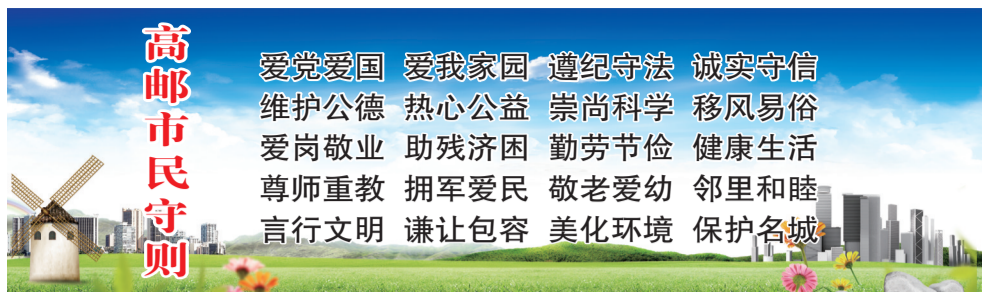 高邮市民守则
爱党爱国 爱我家园 遵纪守法 诚实守信
维护公德 热心公益 崇尚科学 移风易俗
爱岗敬业 助残济困 勤劳节俭 健康生活
尊师重教 拥军爱民 敬老爱幼 邻里和睦
言行文明 谦让包容 美化环境 保护名城